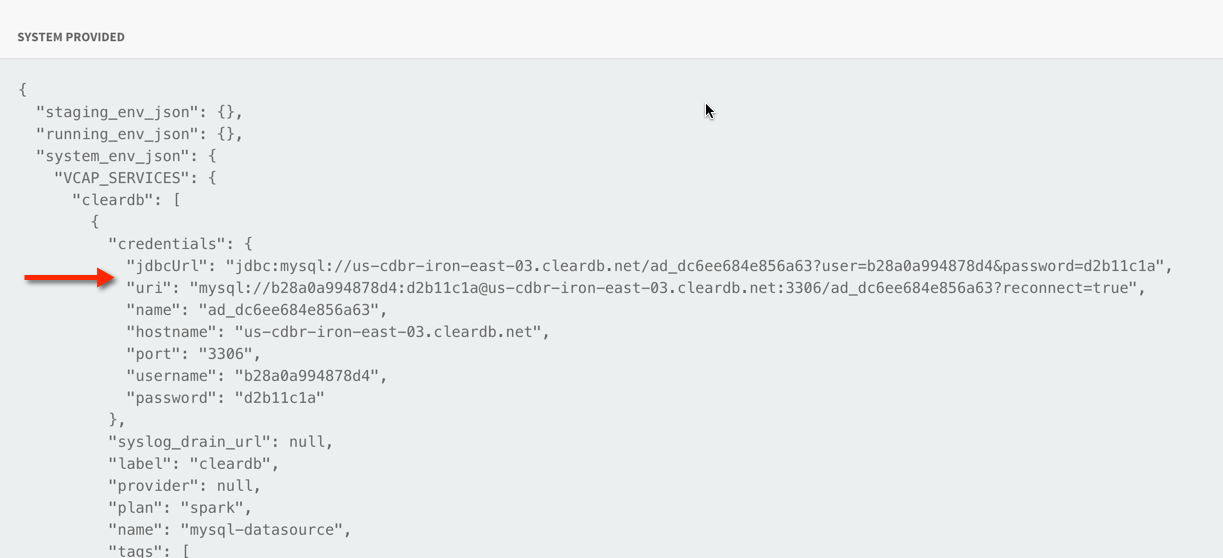 SYSTEM PROVIDED
{
"staging_env_json": {},
"running_env_json": {},
"system_env_json": {
"VCAP_SERVICES": {
"cleardb": [
{
"credentials": {
"jdbcUrl": "jdbc:mysql://us-cdbr-iron-east-03.cleardb.net/ad_dc6ee684e856a63?user=b28a0a994878d4&password=d2b11c1a",
"uri": "mysql://b28a0a994878d4:d2b11c1a@us-cdbr-iron-east-03.cleardb.net:3306/ad_dc6ee684e856a63?reconnect=true",
"name": "ad_dc6ee684e856a63",
"hostname": "us-cdbr-iron-east-03.cleardb.net",
"port": "3306",
"username": "b28a0a994878d4",
"password": "d2b11c1a"
},
"syslog_drain_url": null,
"label": "cleardb",
"provider": null,
"plan": "spark",
"name": "mysql-datasource",
"tags": [